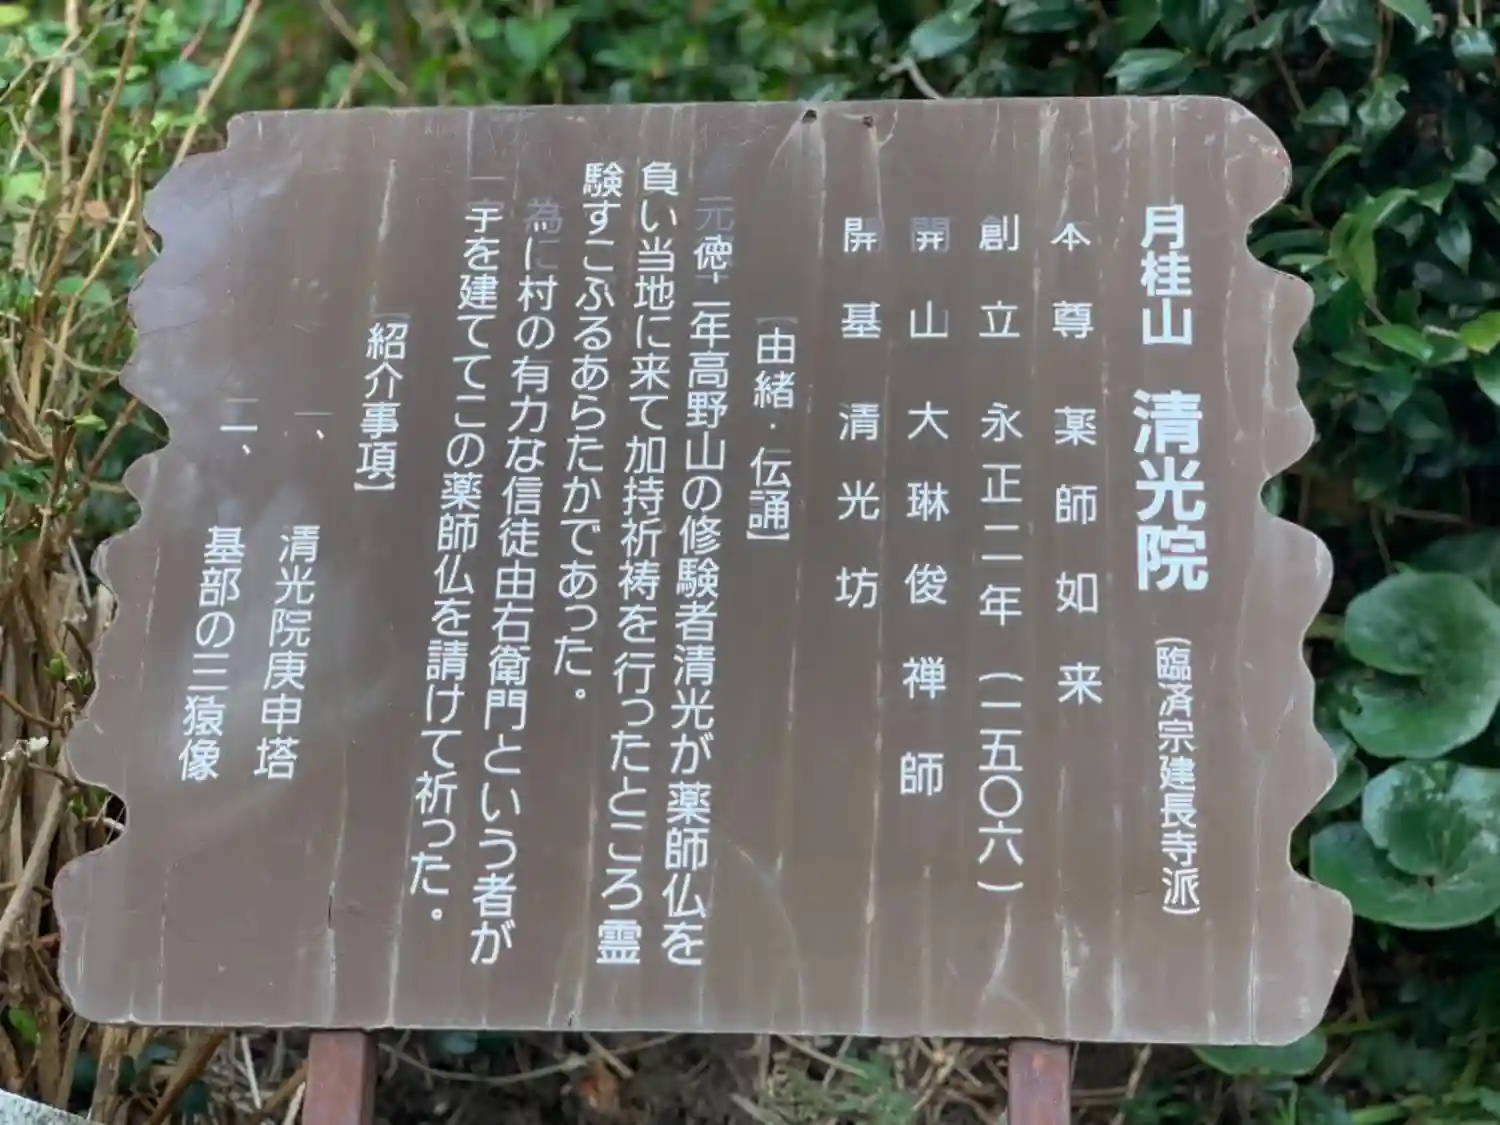 月桂山 清光院 (臨済宗建長寺派)
本尊 薬師如来
創立 永正二年 (一五〇六)
開山 大琳俊禅師
開基 清光坊
【由緒・伝誦】
元徳二年高野山の修験者清光が薬師仏を
負い当地に来て加持祈祷を行ったところ霊
験すこぶるあらたかであった。
為に村の有力な信徒由右衛門という者が
一宇を建ててこの薬師仏を請けて祈った。
【紹介事項】
一、 清光院庚申塔
二、 基部の三猿像